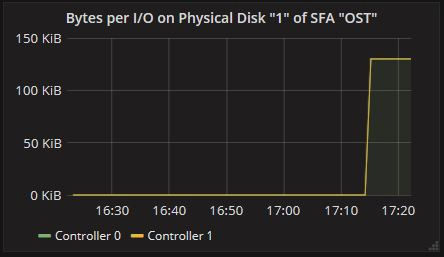 Bytes per I/O on Physical Disk "1" of SFA "OST"
150 KiB
100 KiB
50 KiB
0 KiB
16:30 16:40 16:50 17:00 17:10 17:20
Controller 0 Controller 1